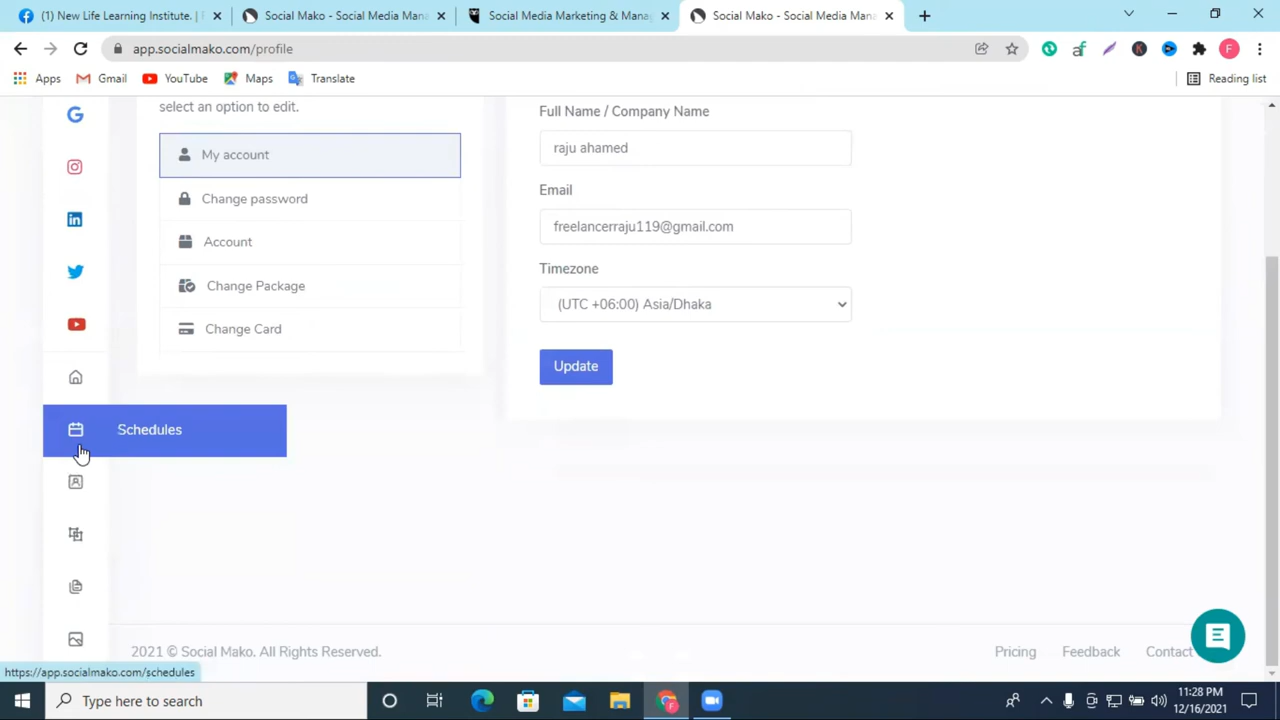 (1) New Life Learning Institute. | F
Social Mako - Social Media Mana
Social Media Marketing & Manag
Social Mako - Social Media Mana
app.socialmako.com/profile
Apps
Gmail
YouTube
Maps
Translate
Reading list
select an option to edit.
My account
Change password
Account
Change Package
Change Card
Full Name / Company Name
raju ahamed
Email
freelancerraju119@gmail.com
Timezone
(UTC +06:00) Asia/Dhaka
Update
Schedules
2021 © Social Mako. All Rights Reserved.
Pricing
Feedback
Contact
https://app.socialmako.com/schedules
Type here to search
11:28 PM
12/16/2021